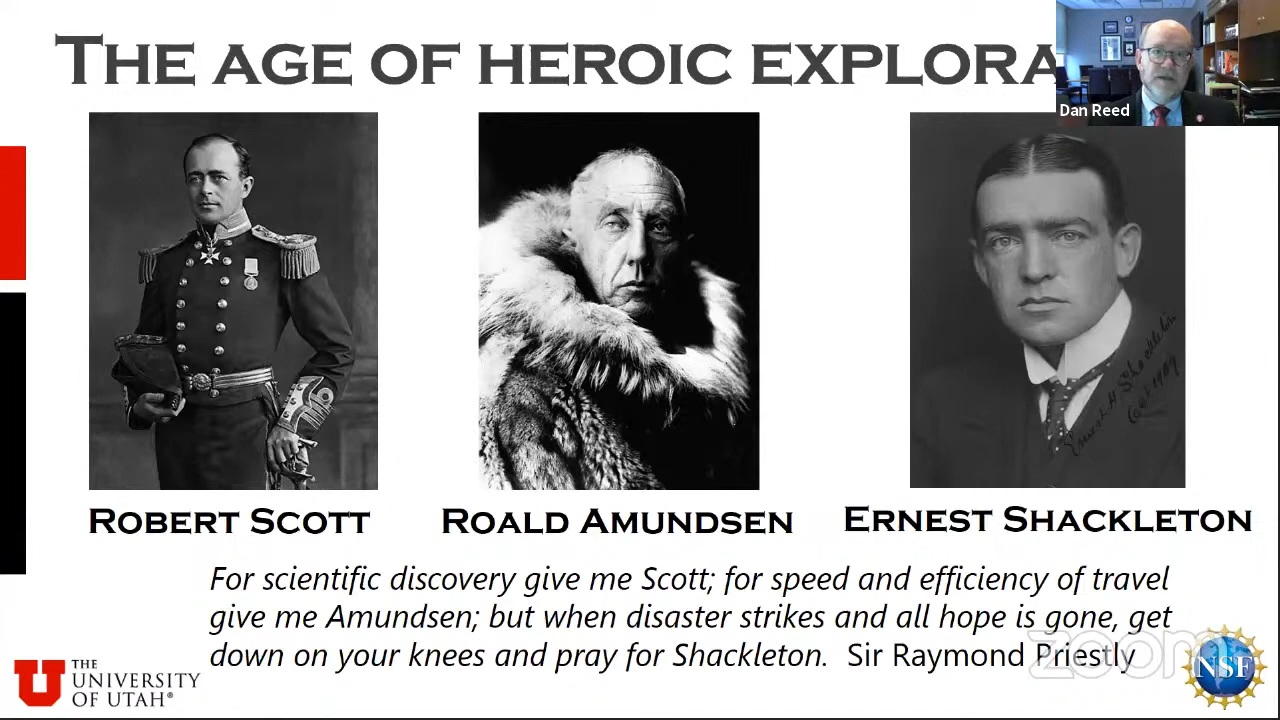 THE AGE OF HEROIC EXPLORA
Dan Reed
Ernest H Shackleton
ROBERT SCOTT
ROALD AMUNDSEN
ERNEST SHACKLETON
For scientific discovery give me Scott; for speed and efficiency of travel
give me Amundsen; but when disaster strikes and all hope is gone, get
down on your knees and pray for Shackleton. Sir Raymond Priestly
THE
UNIVERSITY
OF UTAH®
U
zoom
NSF